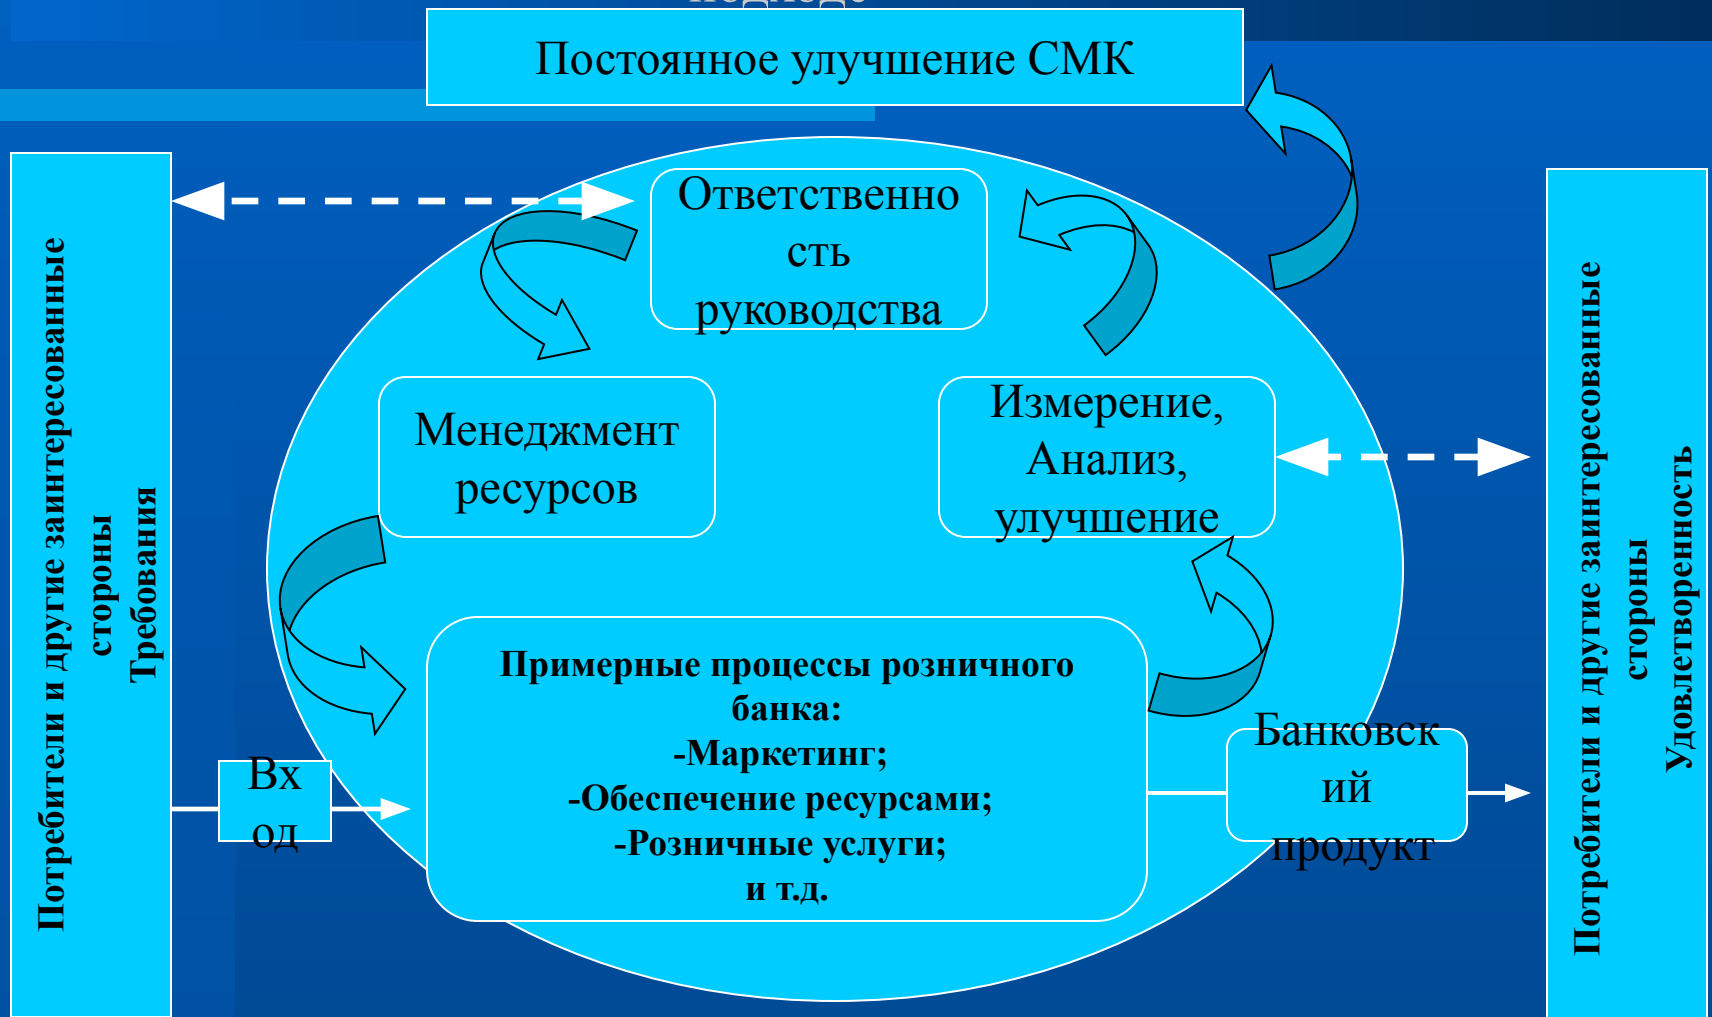 Постоянное улучшение СМК
Потребители и другие заинтересованные
стороны
Требования
Ответственно
сть
руководства
Менеджмент
ресурсов
Измерение,
Анализ,
улучшение
Примерные процессы розничного
банка:
-Маркетинг;
-Обеспечение ресурсами;
-Розничные услуги;
и т.д.
Вх
од
Банковск
ий
продукт
Потребители и другие заинтересованные
стороны
Удовлетворенность